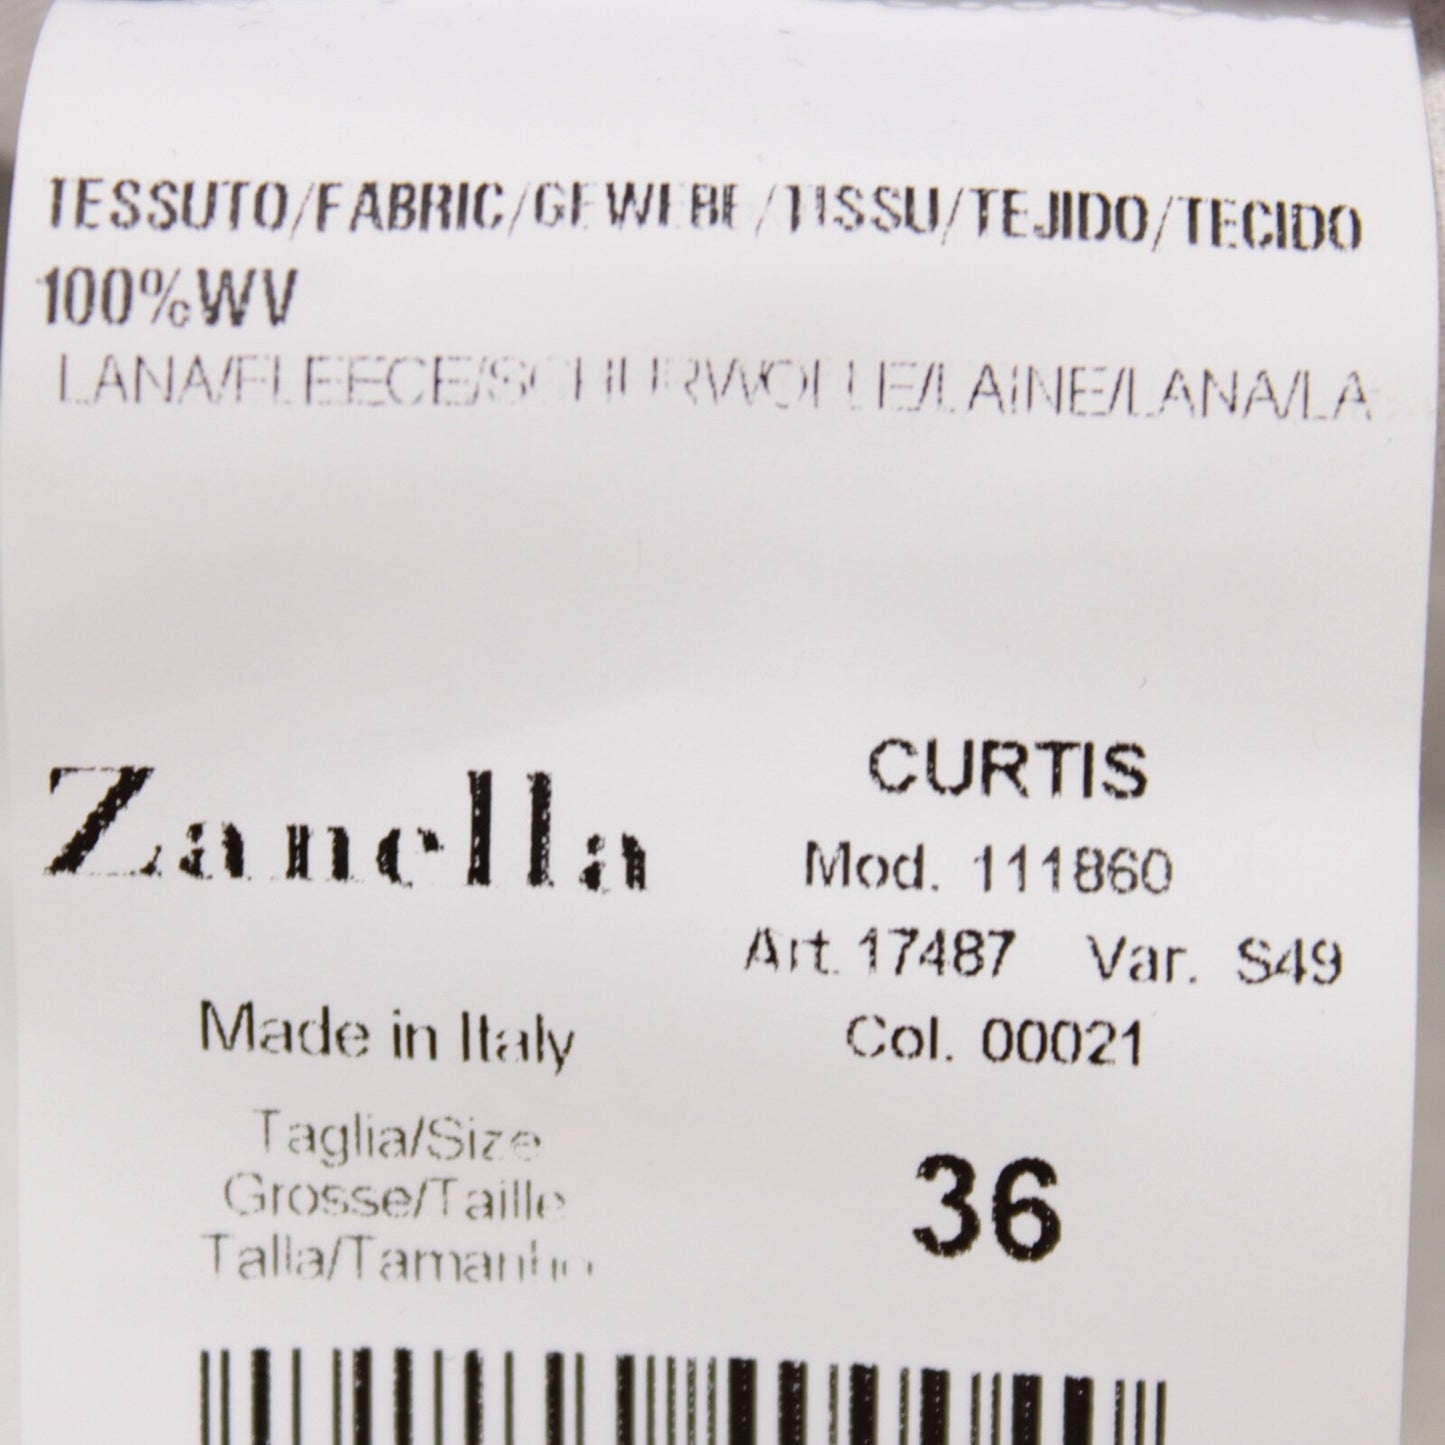 TESSUTO/FABRIC/GEWEBE/TISSU/TEJIDO/TECIDO
100%WV
LANA/FLEECE/SCHURWOLLE/LAINE/LANA/LA
Zanella
Made in Italy
CURTIS
Mod. 111860
Art. 17487 Var. S49
Col. 00021
Taglia/Size
Grosse/Taille
Talla/Tamanho
36